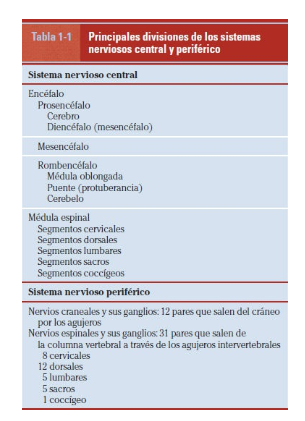 Tabla 1-1
Principales divisiones de los sistemas
nerviosos central y periférico
Sistema nervioso central
Encéfalo
Prosencéfalo
Cerebro
Diencéfalo (mesencéfalo)
Mesencéfalo
Rombencéfalo
Médula oblongada
Puente (protuberancia)
Cerebelo
Médula espinal
Segmentos cervicales
Segmentos dorsales
Segmentos lumbares
Segmentos sacros
Segmentos coccígeos
Sistema nervioso periférico
Nervios craneales y sus ganglios: 12 pares que salen del cráneo
por los agujeros
Nervios espinales y sus ganglios: 31 pares que salen de
la columna vertebral a través de los agujeros intervertebrales
8 cervicales
12 dorsales
5 lumbares
5 sacros
1 coccígeo